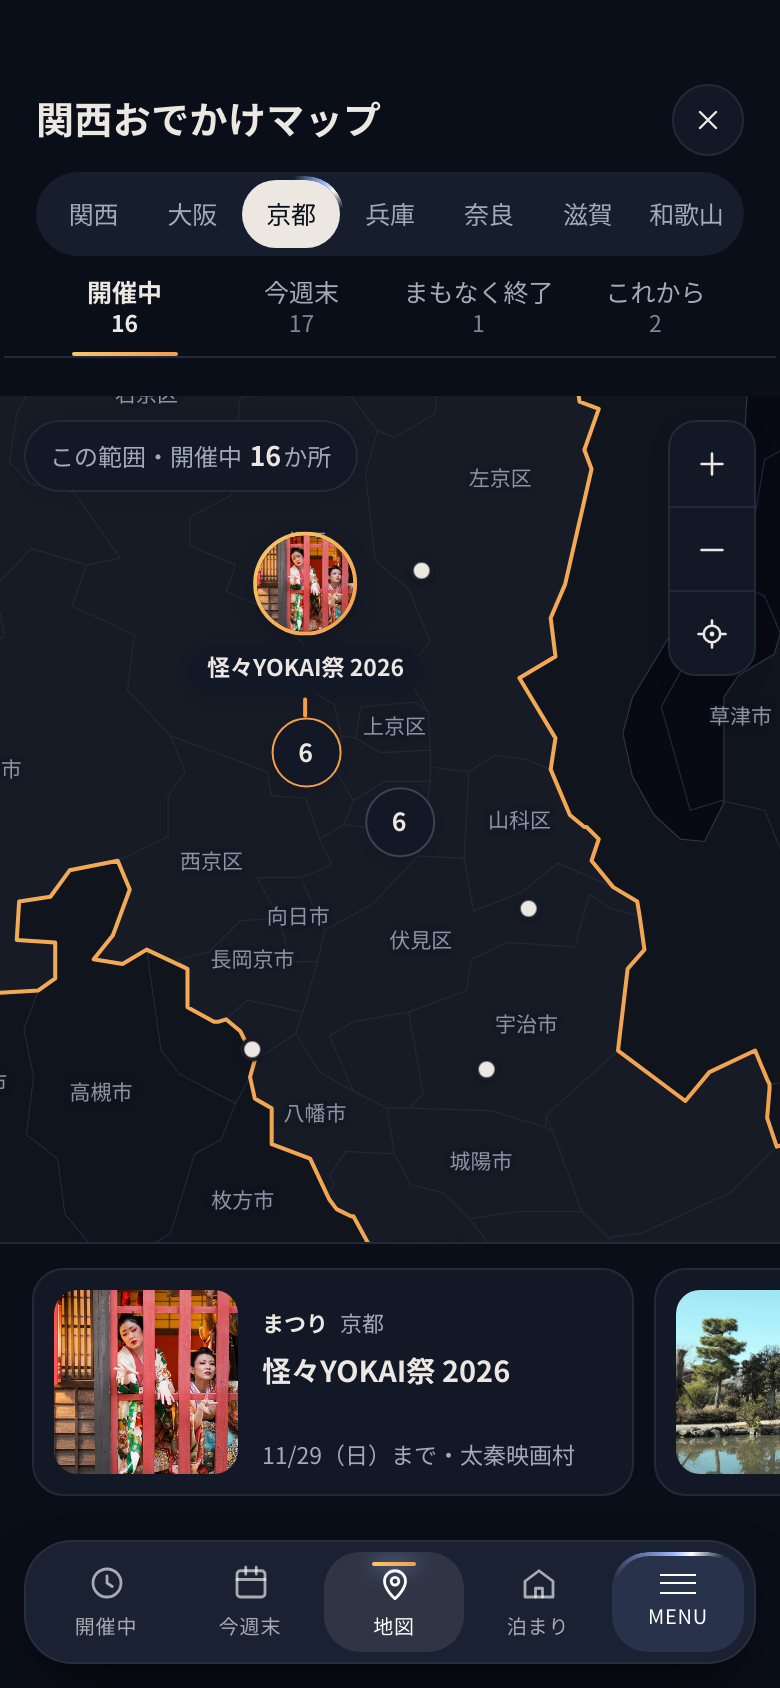 関西おでかけマップ
関西 大阪 京都 兵庫 奈良 滋賀 和歌山
開催中 今週末 まもなく終了 これから
16 17 1 2
右京区
この範囲・開催中 16か所
左京区
怪々YOKAI祭 2026
草津市
上京区
6
市
6
山科区
西京区
向日市
伏見区
長岡京市
宇治市
市
高槻市
八幡市
城陽市
枚方市
まつり 京都
怪々YOKAI祭 2026
11/29（日）まで・太秦映画村
開催中 今週末 地図 泊まり MENU